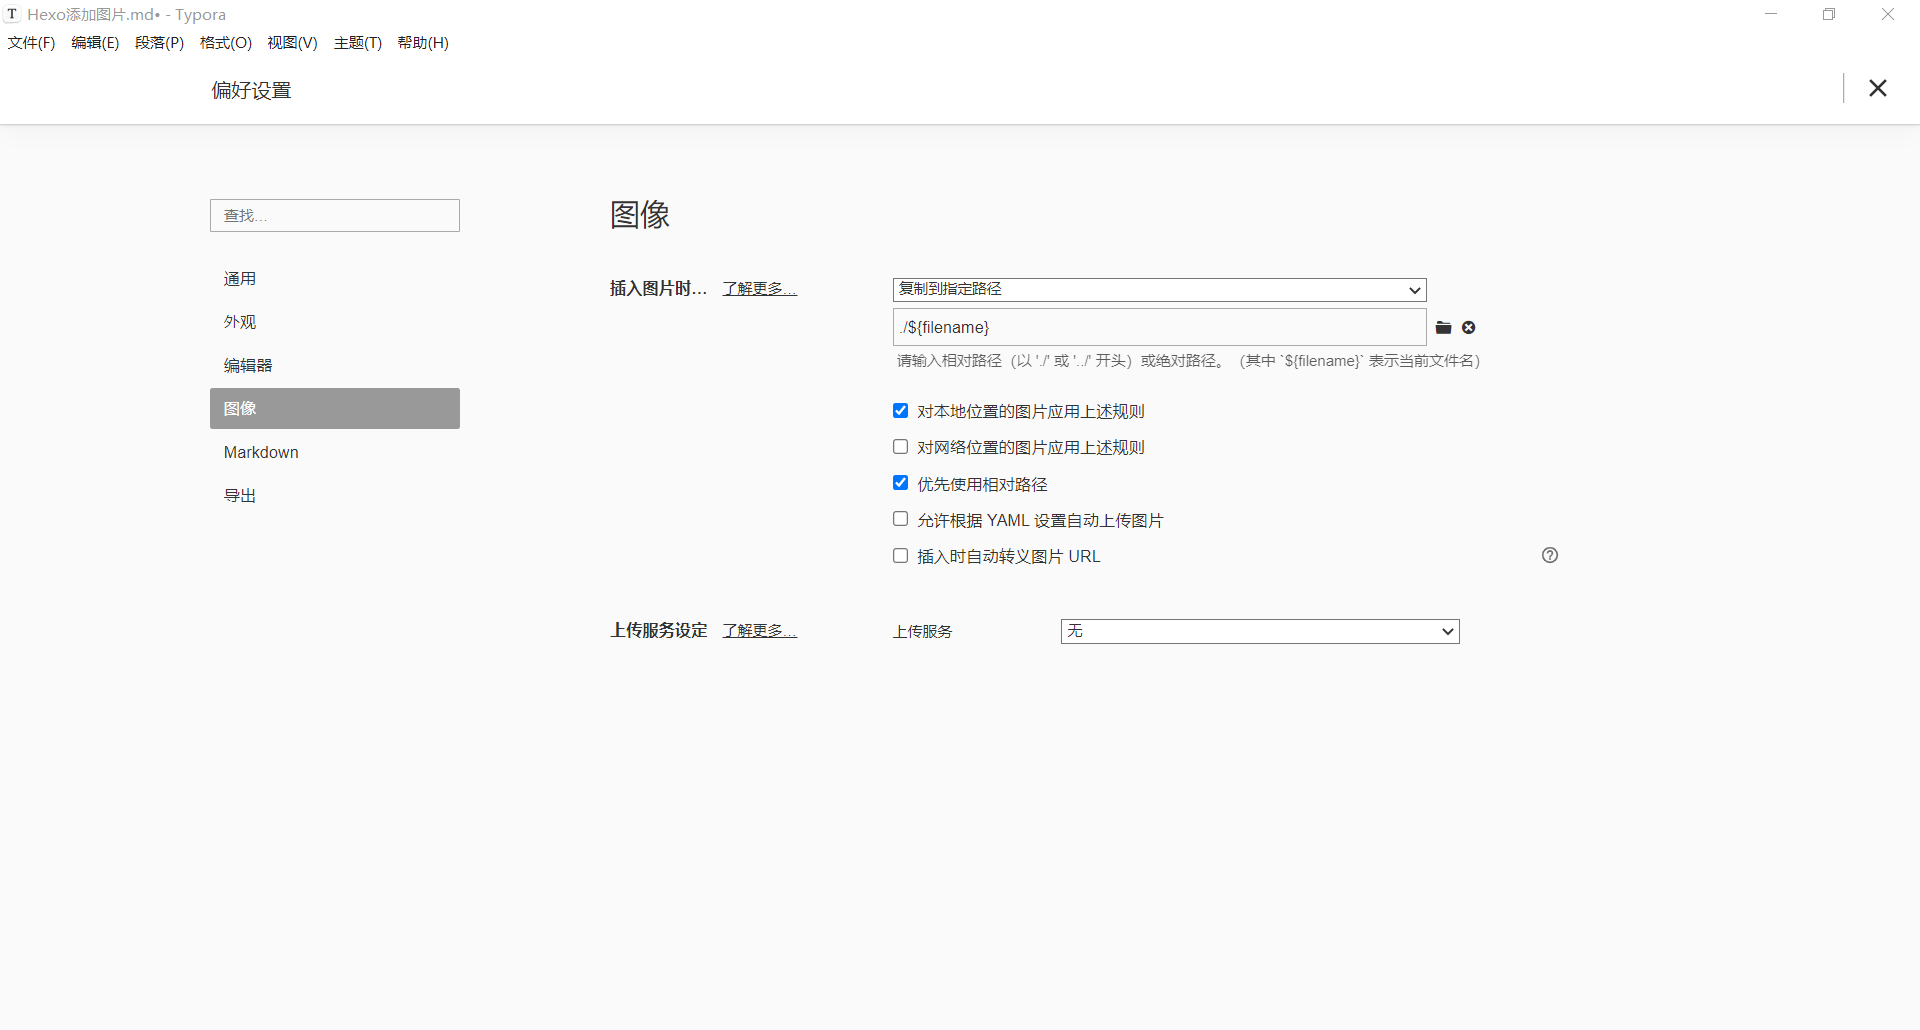 T Hexo添加图片.md• - Typora
文件(F) 编辑(E) 段落(P) 格式(O) 视图(V) 主题(T) 帮助(H)
偏好设置
查找...
通用
外观
编辑器
图像
Markdown
导出
图像
插入图片时... 了解更多...
复制到指定路径
./${filename}
请输入相对路径（以 './' 或 '../' 开头）或绝对路径。（其中 `${filename}` 表示当前文件名）
对本地位置的图片应用上述规则
对网络位置的图片应用上述规则
优先使用相对路径
允许根据 YAML 设置自动上传图片
插入时自动转义图片 URL
上传服务设定 了解更多...
上传服务 无